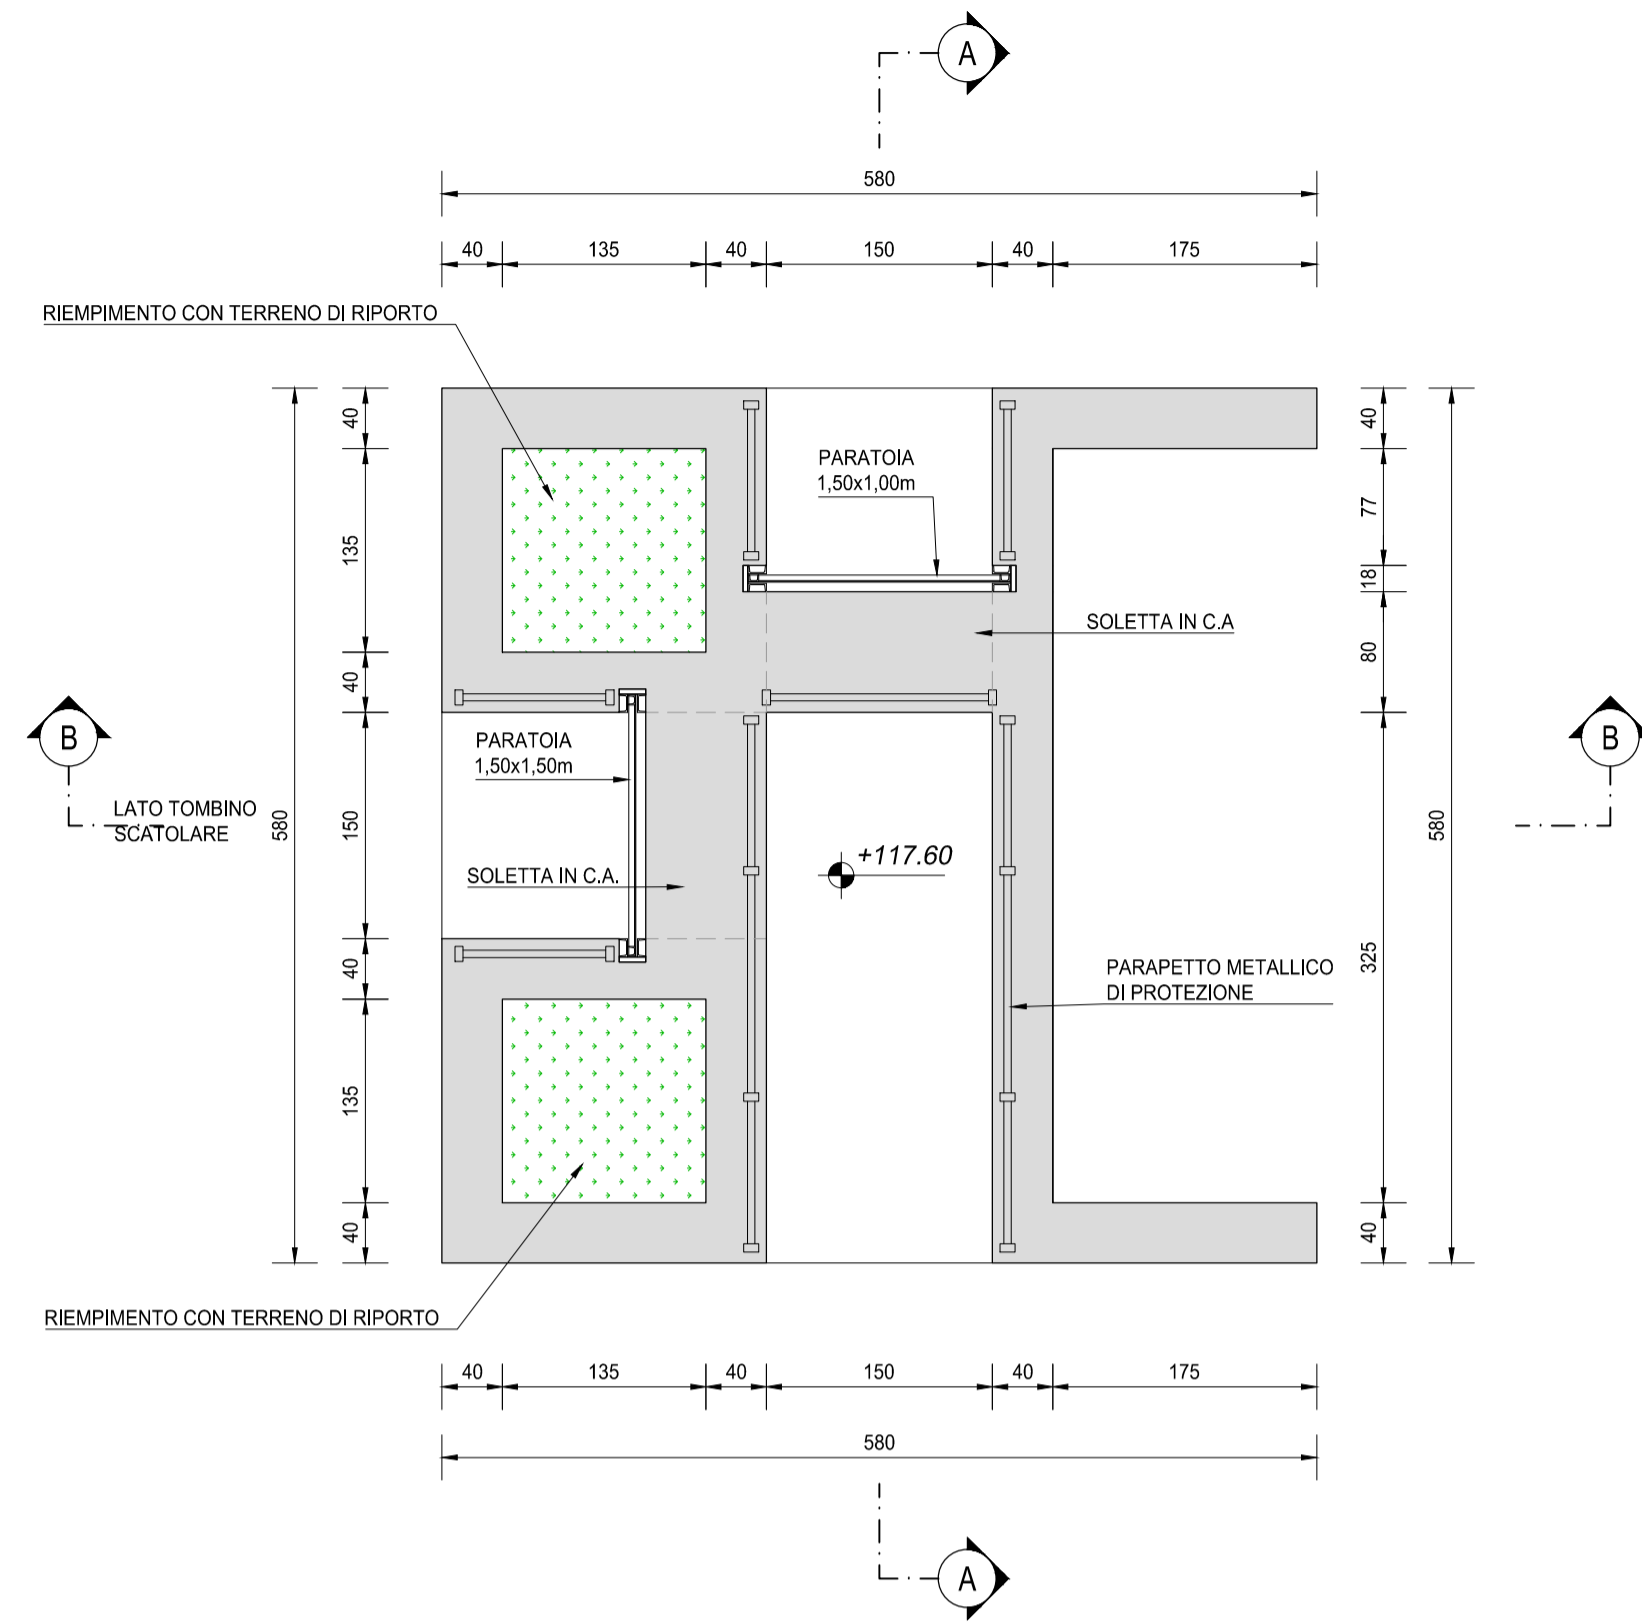 A
580
40 135 40 150 40 175
RIEMPIMENTO CON TERRENO DI RIPORTO
40
135
40
150
40
135
40
580
40
77
18
80
325
40
580
PARATOIA
1,50x1,00m
SOLETTA IN C.A
B
B
PARATOIA
1,50x1,50m
LATO TOMBINO
SCATOLARE
+117.60
SOLETTA IN C.A.
PARAPETTO METALLICO
DI PROTEZIONE
RIEMPIMENTO CON TERRENO DI RIPORTO
40 135 40 150 40 175
580
A